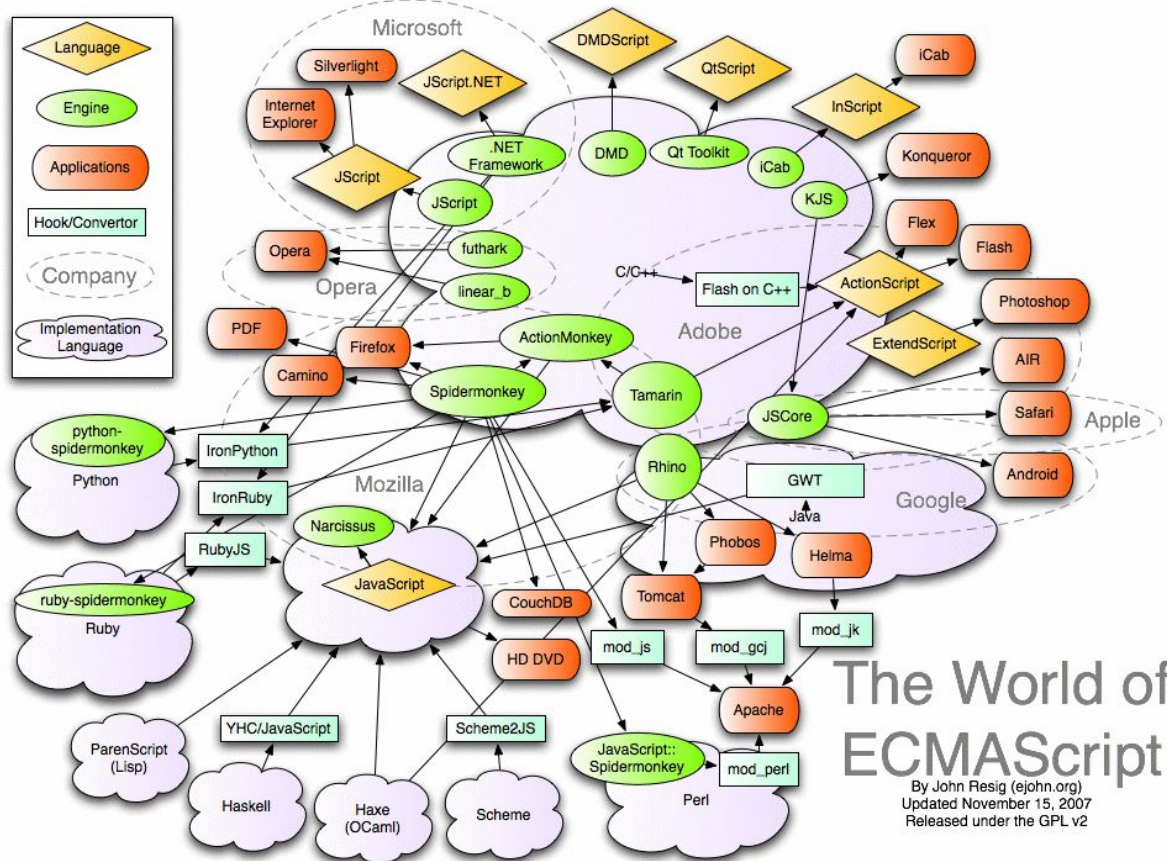 Language
Engine
Applications
Hook/Convertor
Company
Implementation
Language
Microsoft
Silverlight
Internet
Explorer
JScript.NET
JScript
.NET
Framework
JScript
DMDScript
QtScript
DMD
Qt Toolkit
iCab
InScript
iCab
KJS
Konqueror
Opera
Opera
futhark
linear_b
C/C++
Flash on C++
ActionScript
Flex
Flash
Photoshop
ExtendScript
Adobe
AIR
PDF
Firefox
Camino
ActionMonkey
Spidermonkey
Tamarin
JSCore
Safari
Apple
Android
python-
spidermonkey
Python
IronPython
IronRuby
RubyJS
ruby-spidermonkey
Ruby
Mozilla
Narcissus
JavaScript
Rhino
GWT
Java
Google
Phobos
Helma
CouchDB
HD DVD
Tomcat
mod_js
mod_gcj
mod_jk
Apache
ParenScript
(Lisp)
YHC/JavaScript
Haskell
Haxe
(OCaml)
Scheme2JS
Scheme
JavaScript::
Spidermonkey
mod_perl
Perl
The World of
ECMAScript
By John Resig (ejohn.org)
Updated November 15, 2007
Released under the GPL v2